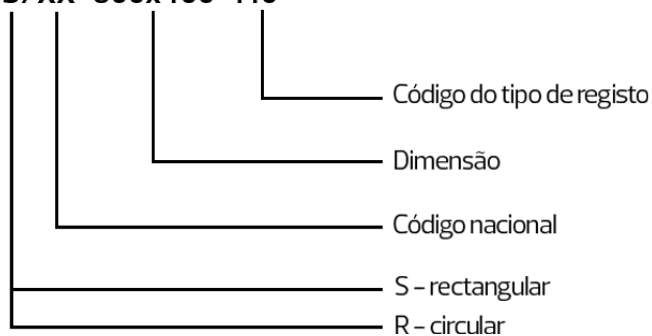 Código do tipo de registo
Dimensão
Código nacional
S – rectangular
R – circular